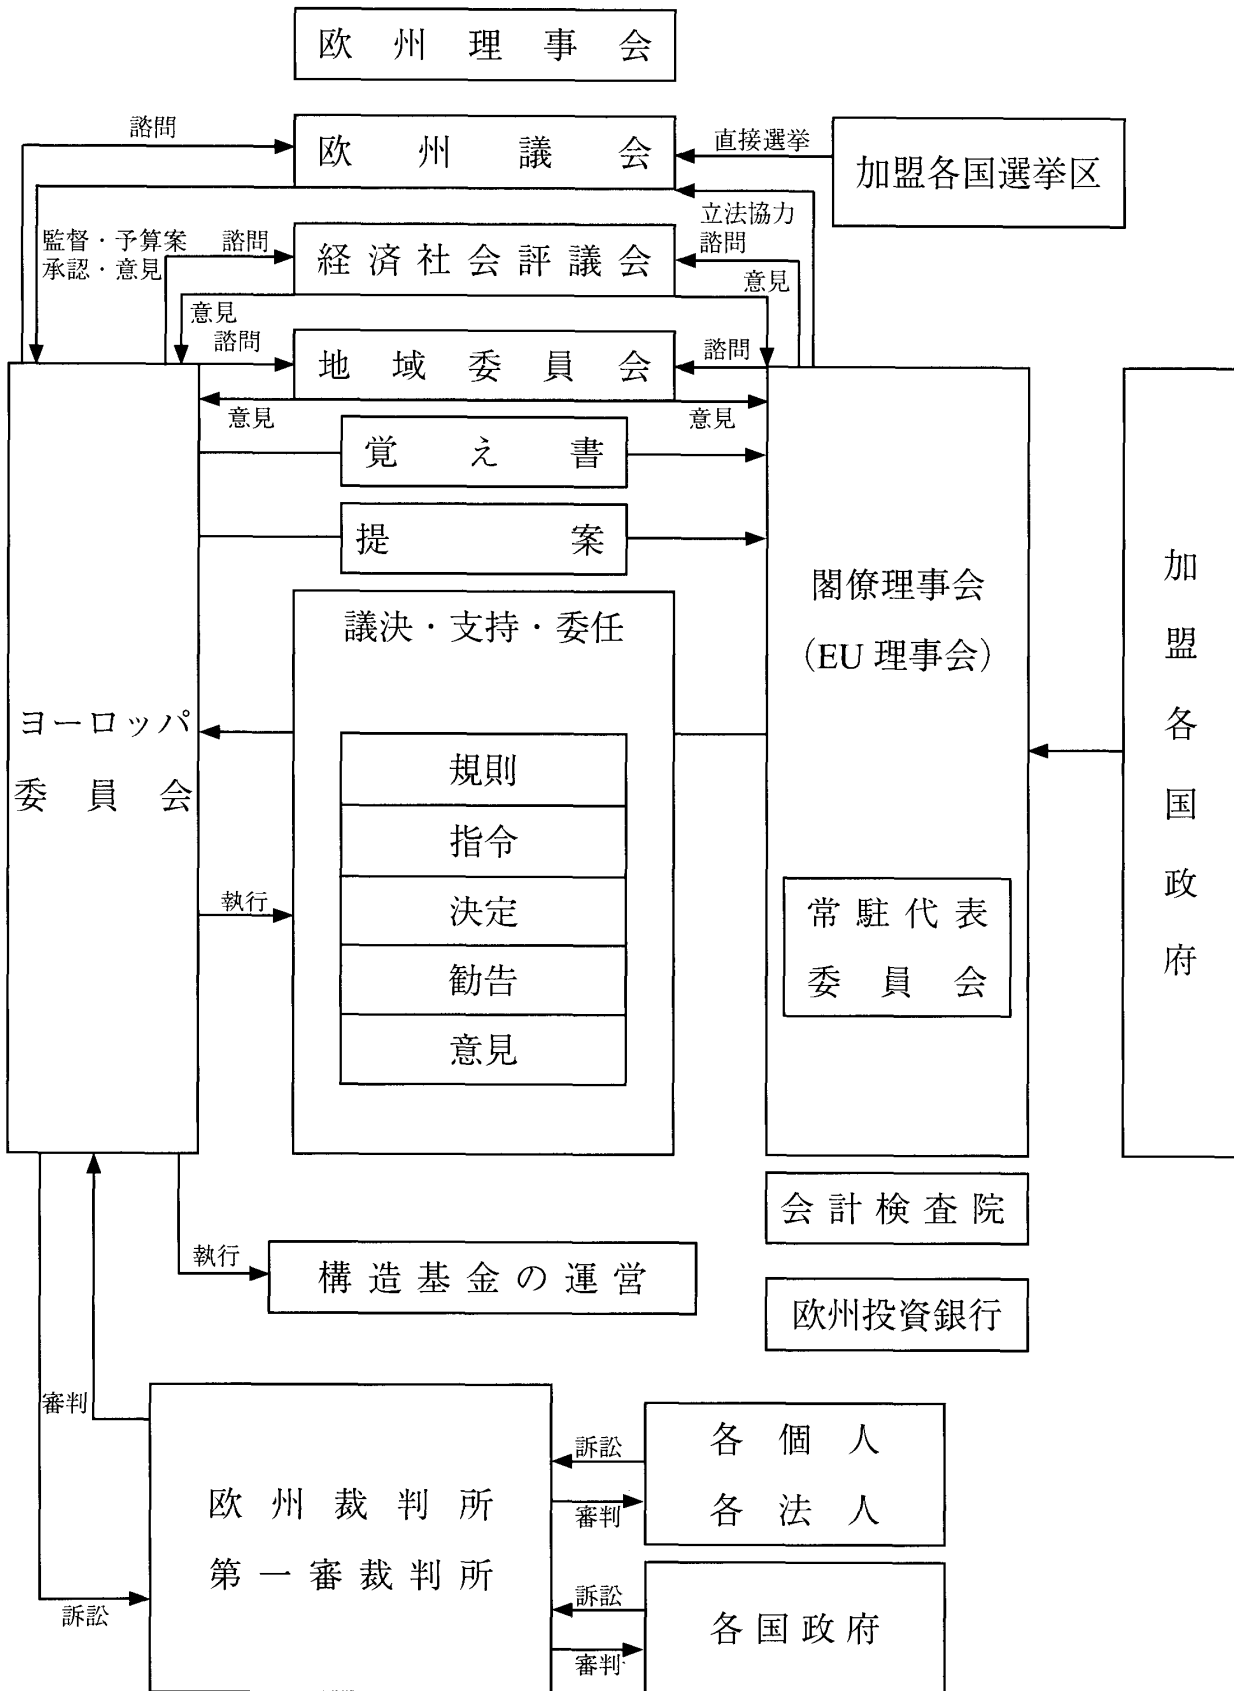 欧州理事会
諮問
欧州議会
直接選挙
加盟各国選挙区
監督・予算案
承認・意見
諮問
経済社会評議会
立法協力
諮問
意見
意見
諮問
地域委員会
諮問
意見
意見
覚え書
提案
議決・支持・委任
規則
指令
決定
勧告
意見
執行
ヨーロッパ
委員会
閣僚理事会
(EU 理事会)
常駐代表
委員会
加盟各国政府
会計検査院
執行
構造基金の運営
欧州投資銀行
審判
訴訟
欧州裁判所
第一審裁判所
訴訟
審判
各個人
各法人
訴訟
審判
各国政府